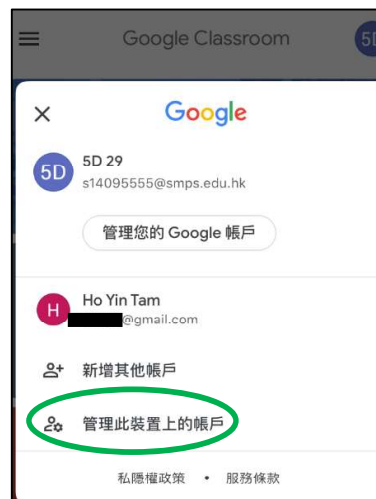 Google Classroom
5D
Google
5D
5D 29
s14095555@smps.edu.hk
管理您的 Google 帳戶
H
Ho Yin Tam
@gmail.com
新增其他帳戶
管理此裝置上的帳戶
私隱權政策 • 服務條款